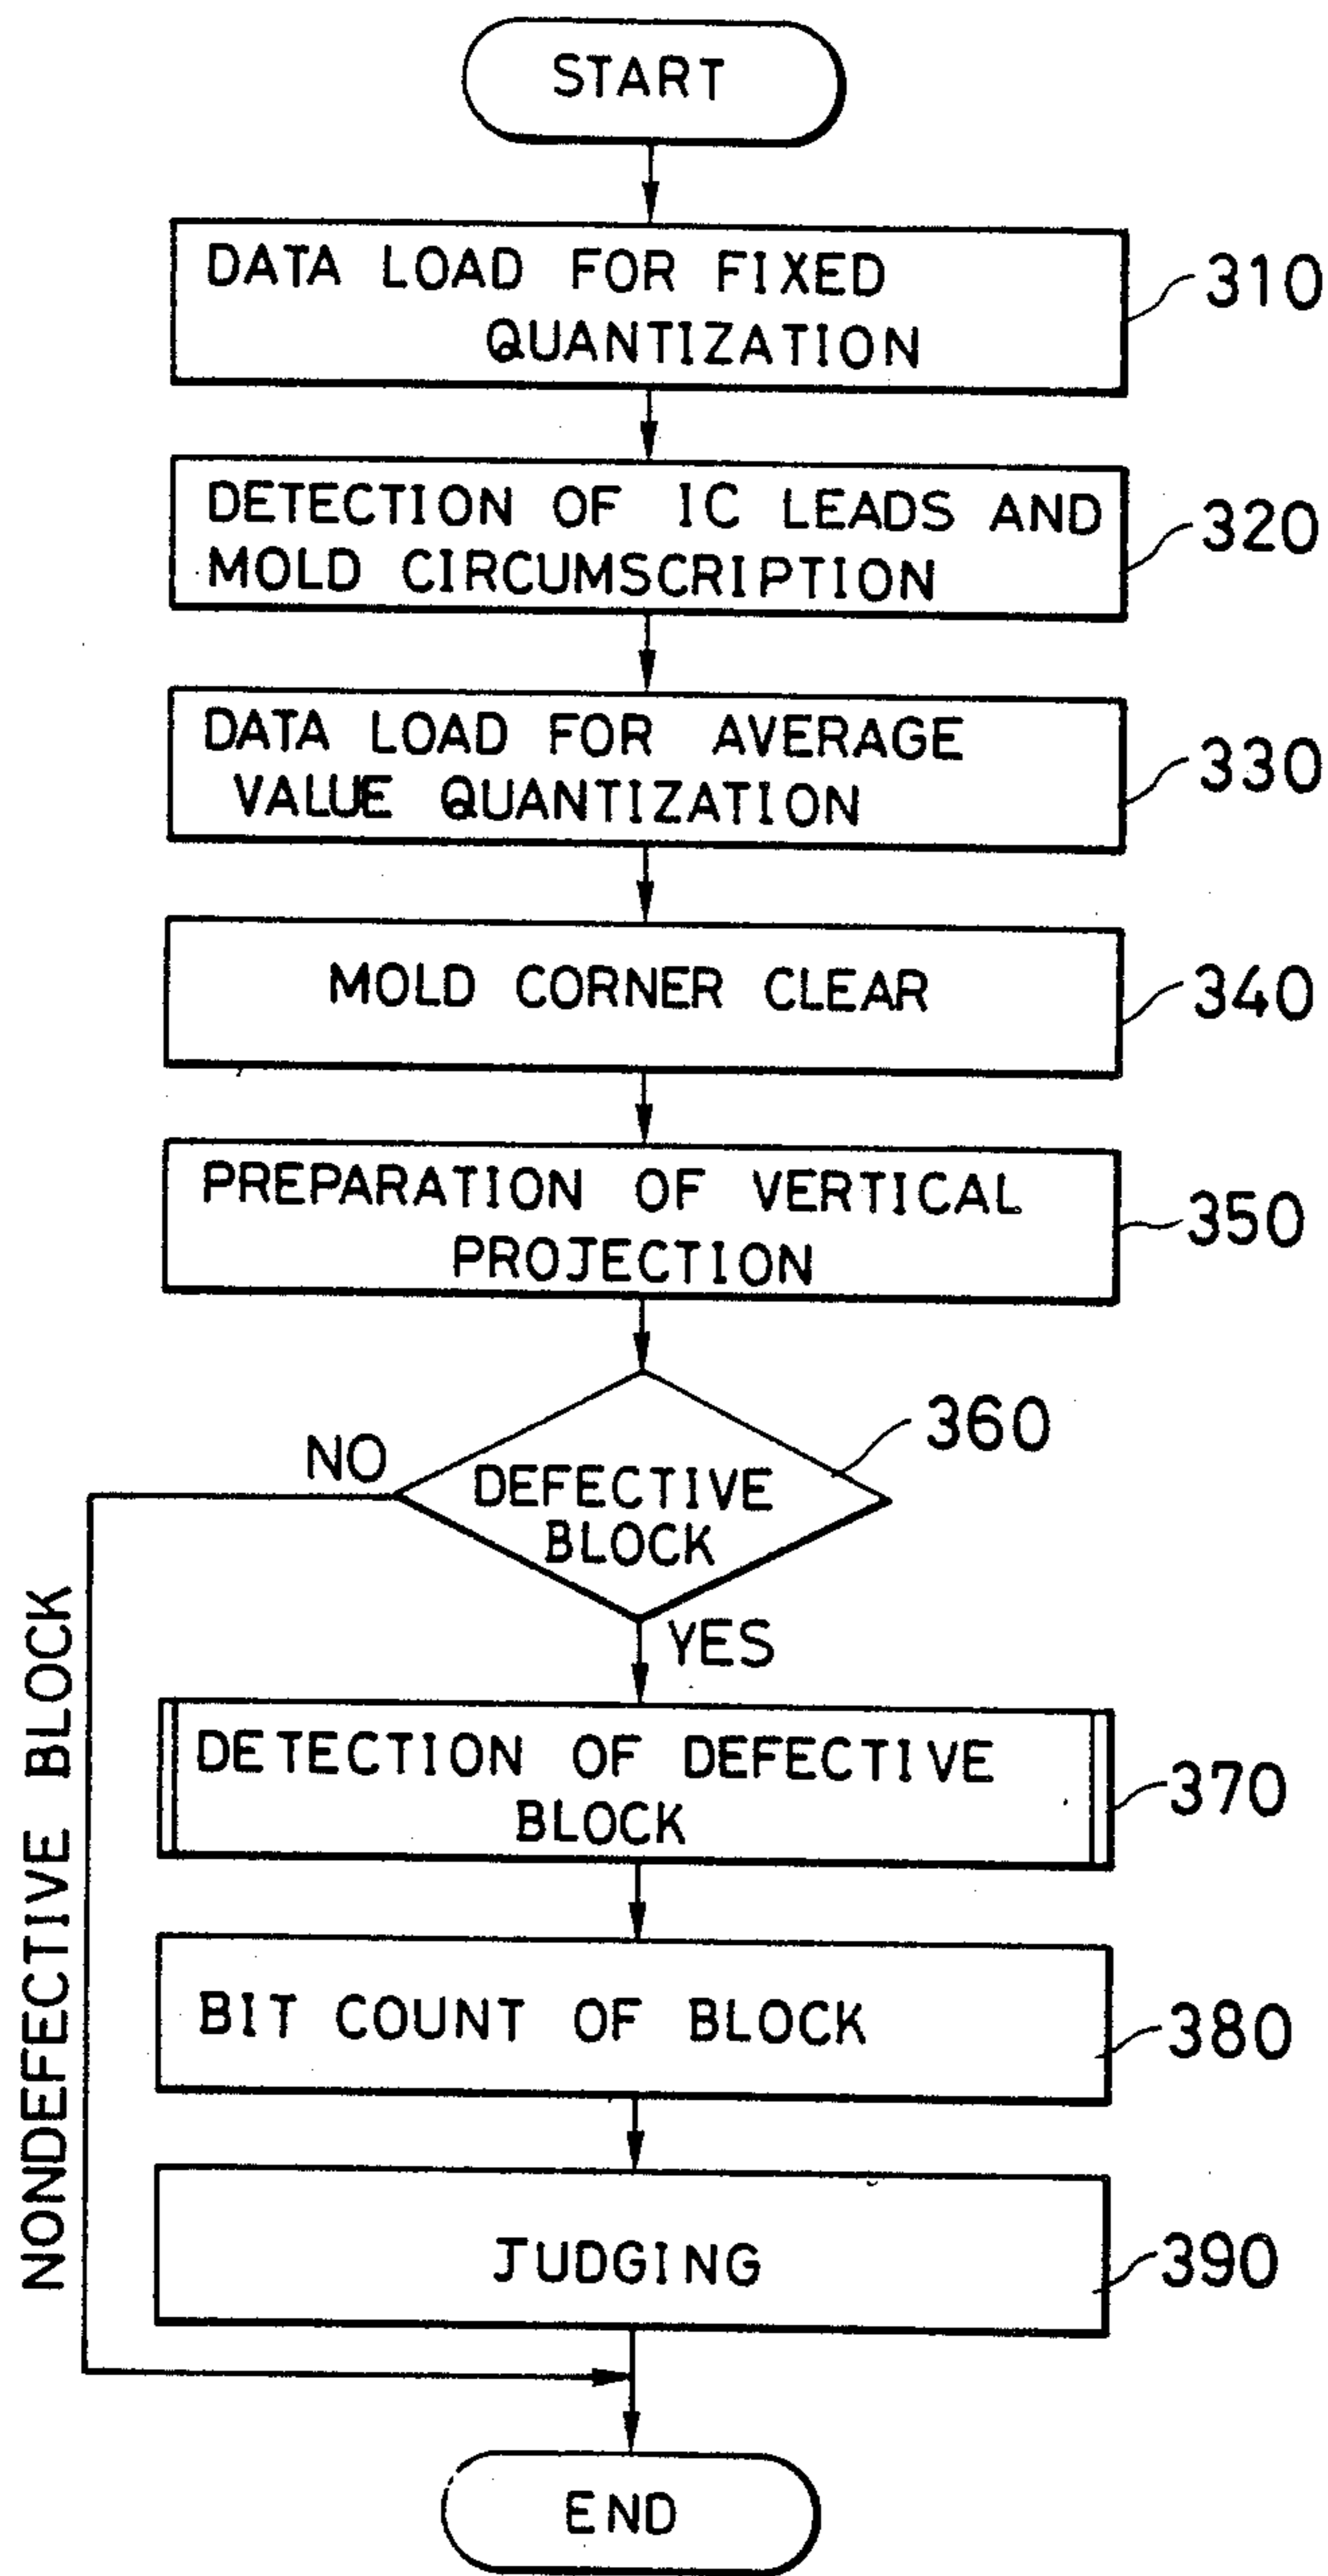 START
DATA LOAD FOR FIXED
QUANTIZATION
310
DETECTION OF IC LEADS AND
MOLD CIRCUMSCRIPTION
320
DATA LOAD FOR AVERAGE
VALUE QUANTIZATION
330
MOLD CORNER CLEAR
340
PREPARATION OF VERTICAL
PROJECTION
350
360
NO
DEFECTIVE
BLOCK
YES
NONDEFECTIVE BLOCK
DETECTION OF DEFECTIVE
BLOCK
370
BIT COUNT OF BLOCK
380
JUDGING
390
END